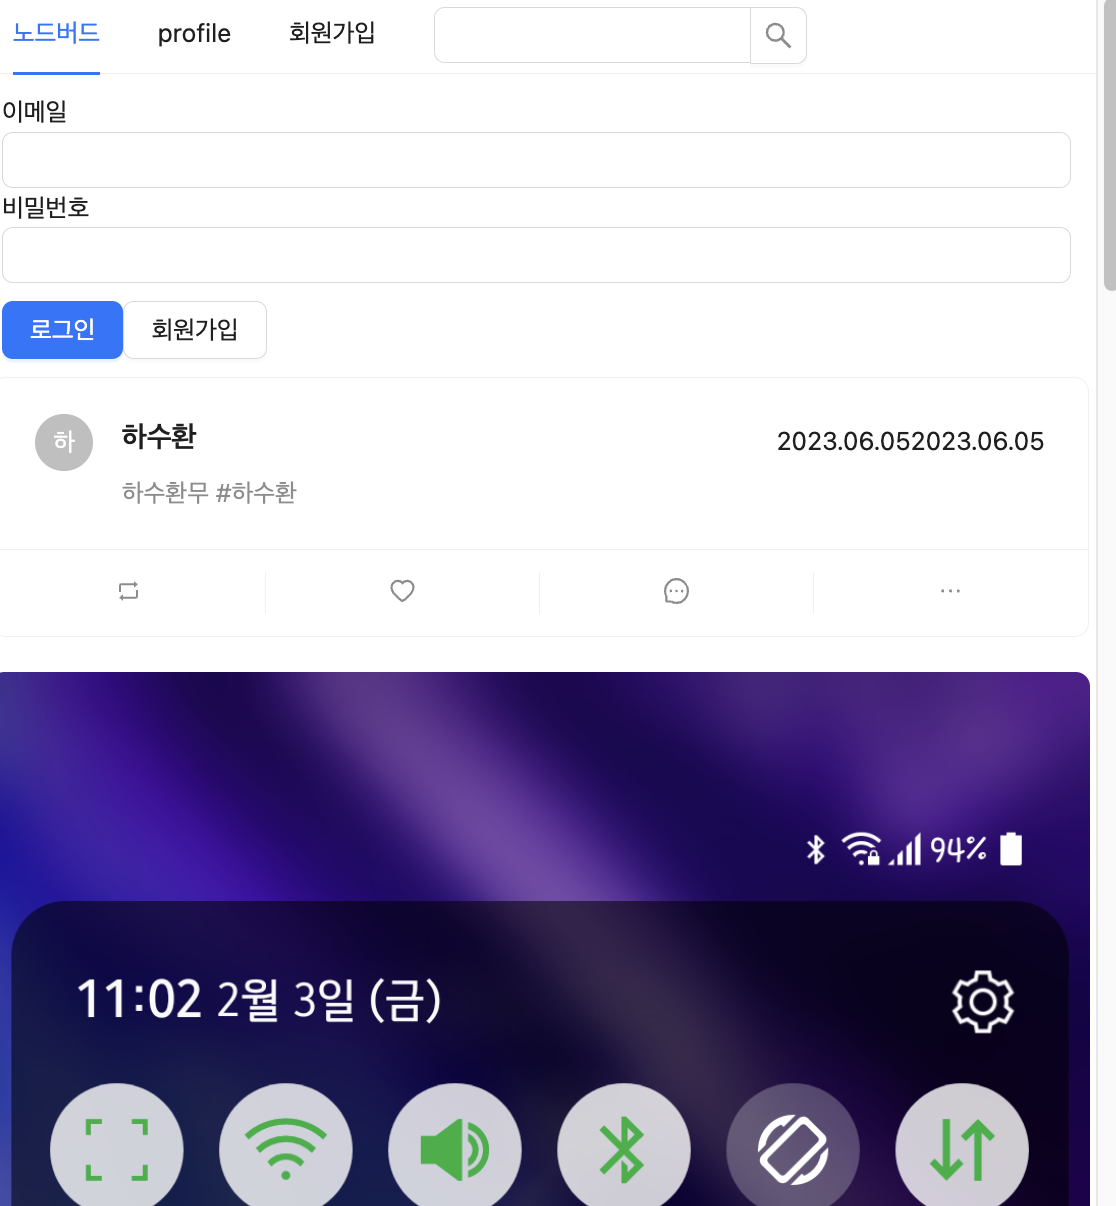 노드버드 profile 회원가입
이메일
비밀번호
로그인 회원가입
하 하수환 2023.06.052023.06.05
하수환무 #하수환
94%
11:02 2월 3일 (금)